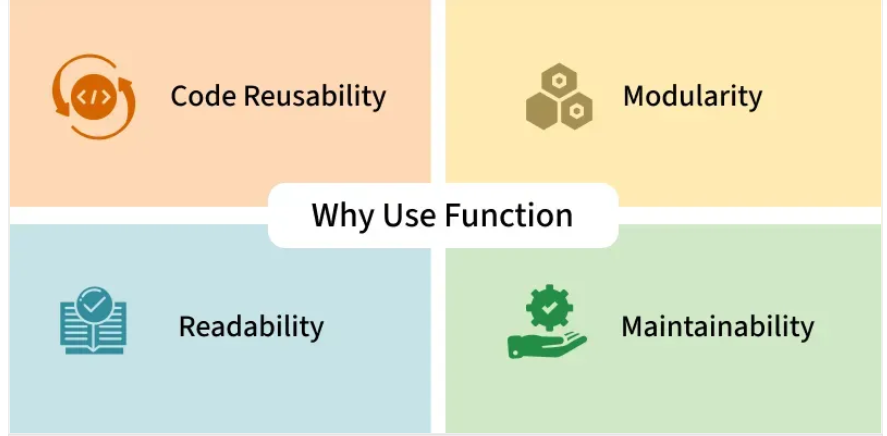 Code Reusability
Modularity
Why Use Function
Readability
Maintainability